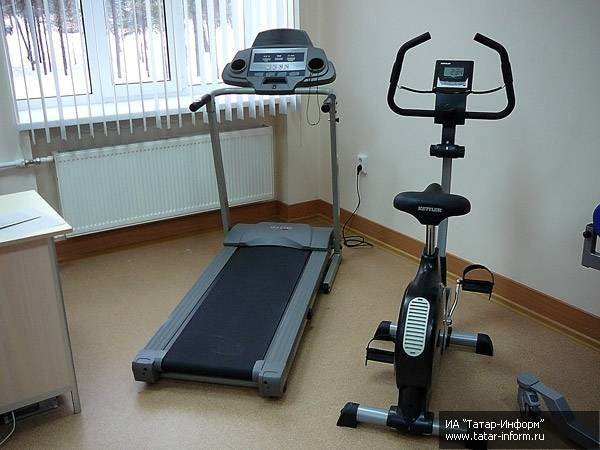 KETTLER
ИА "Татар-Информ"
www.tatar-inform.ru